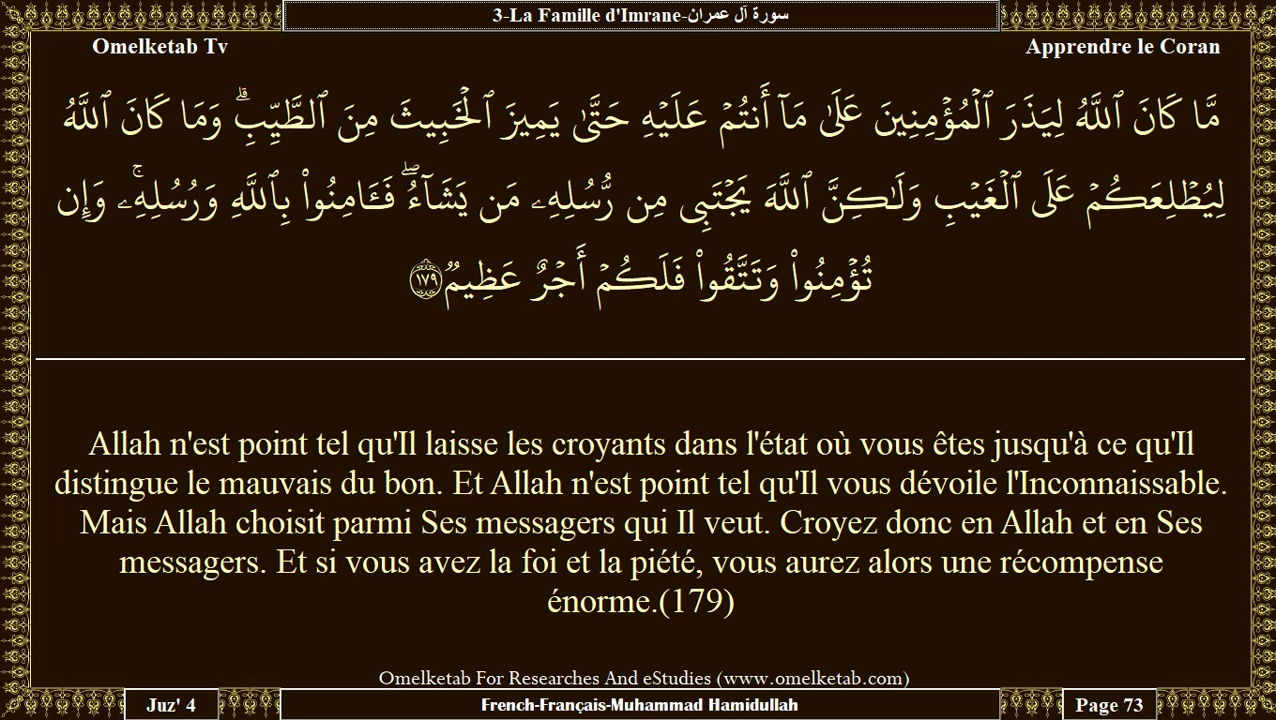 3-La Famille d'Imrane-سورة آل عمران
Omelketab Tv
Apprendre le Coran
مَّا كَانَ ٱللَّهُ لِيَذَرَ ٱلْمُؤْمِنِينَ عَلَىٰ مَآ أَنتُمْ عَلَيْهِ حَتَّىٰ يَمِيزَ ٱلْخَبِيثَ مِنَ ٱلطَّيِّبِ ۗ وَمَا كَانَ ٱللَّهُ
لِيُطْلِعَكُمْ عَلَى ٱلْغَيْبِ وَلَـٰكِنَّ ٱللَّهَ يَجْتَبِى مِن رُّسُلِهِۦ مَن يَشَآءُ ۖ فَـَٔامِنُوا۟ بِٱللَّهِ وَرُسُلِهِۦ ۚ وَإِن
تُؤْمِنُوا۟ وَتَتَّقُوا۟ فَلَكُمْ أَجْرٌ عَظِيمٌ ١٧٩
Allah n'est point tel qu'Il laisse les croyants dans l'état où vous êtes jusqu'à ce qu'Il
distingue le mauvais du bon. Et Allah n'est point tel qu'Il vous dévoile l'Inconnaissable.
Mais Allah choisit parmi Ses messagers qui Il veut. Croyez donc en Allah et en Ses
messagers. Et si vous avez la foi et la piété, vous aurez alors une récompense
énorme.(179)
Omelketab For Researches And eStudies (www.omelketab.com)
Juz' 4
French-Français-Muhammad Hamidullah
Page 73